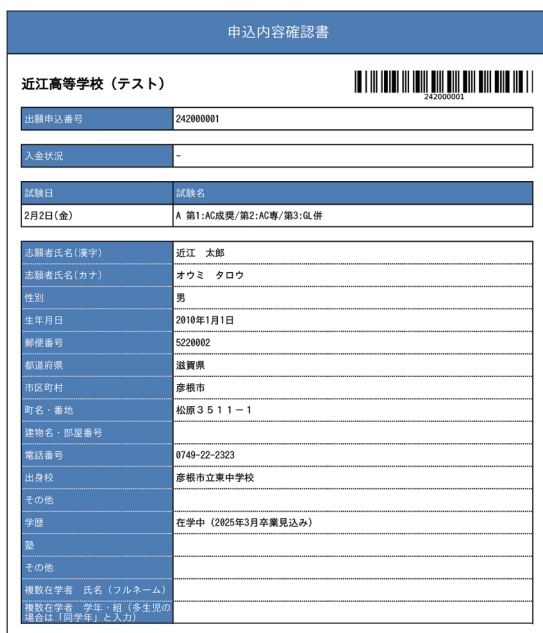 申込内容確認書
近江高等学校（テスト）
242000001
出願申込番号 242000001
入金状況 -
試験日 試験名
2月2日(金) A 第1:AC成奨/第2:AC専/第3:GL併
志願者氏名(漢字) 近江　太郎
志願者氏名(カナ) オウミ　タロウ
性別 男
生年月日 2010年1月1日
郵便番号 5220002
都道府県 滋賀県
市区町村 彦根市
町名・番地 松原３５１１－１
建物名・部屋番号
電話番号 0749-22-2323
出身校 彦根市立東中学校
その他
学歴 在学中（2025年3月卒業見込み）
塾
その他
複数在学者　氏名（フルネーム）
複数在学者　学年・組（多生児の
場合は「同学年」と入力）